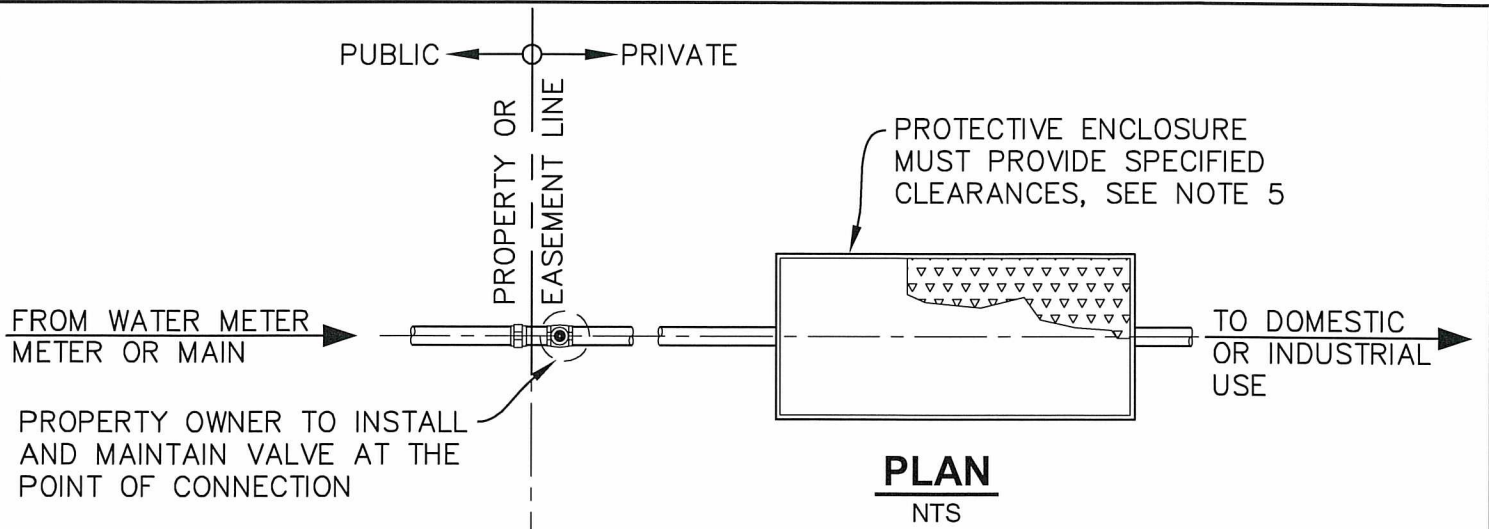 PUBLIC
PRIVATE
PROPERTY OR
EASEMENT LINE
PROTECTIVE ENCLOSURE
MUST PROVIDE SPECIFIED
CLEARANCES, SEE NOTE 5
FROM WATER METER
METER OR MAIN
TO DOMESTIC
OR INDUSTRIAL
USE
PROPERTY OWNER TO INSTALL
AND MAINTAIN VALVE AT THE
POINT OF CONNECTION
PLAN
NTS